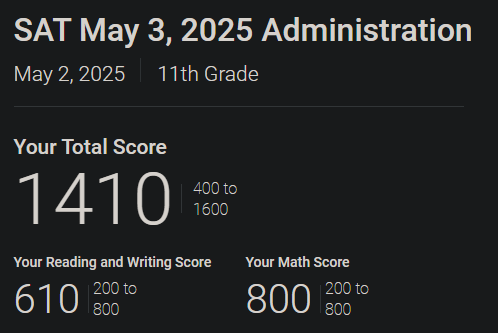 SAT May 3, 2025 Administration
May 2, 2025 11th Grade
Your Total Score
1410 400 to
1600
Your Reading and Writing Score
610 200 to
800
Your Math Score
800 200 to
800